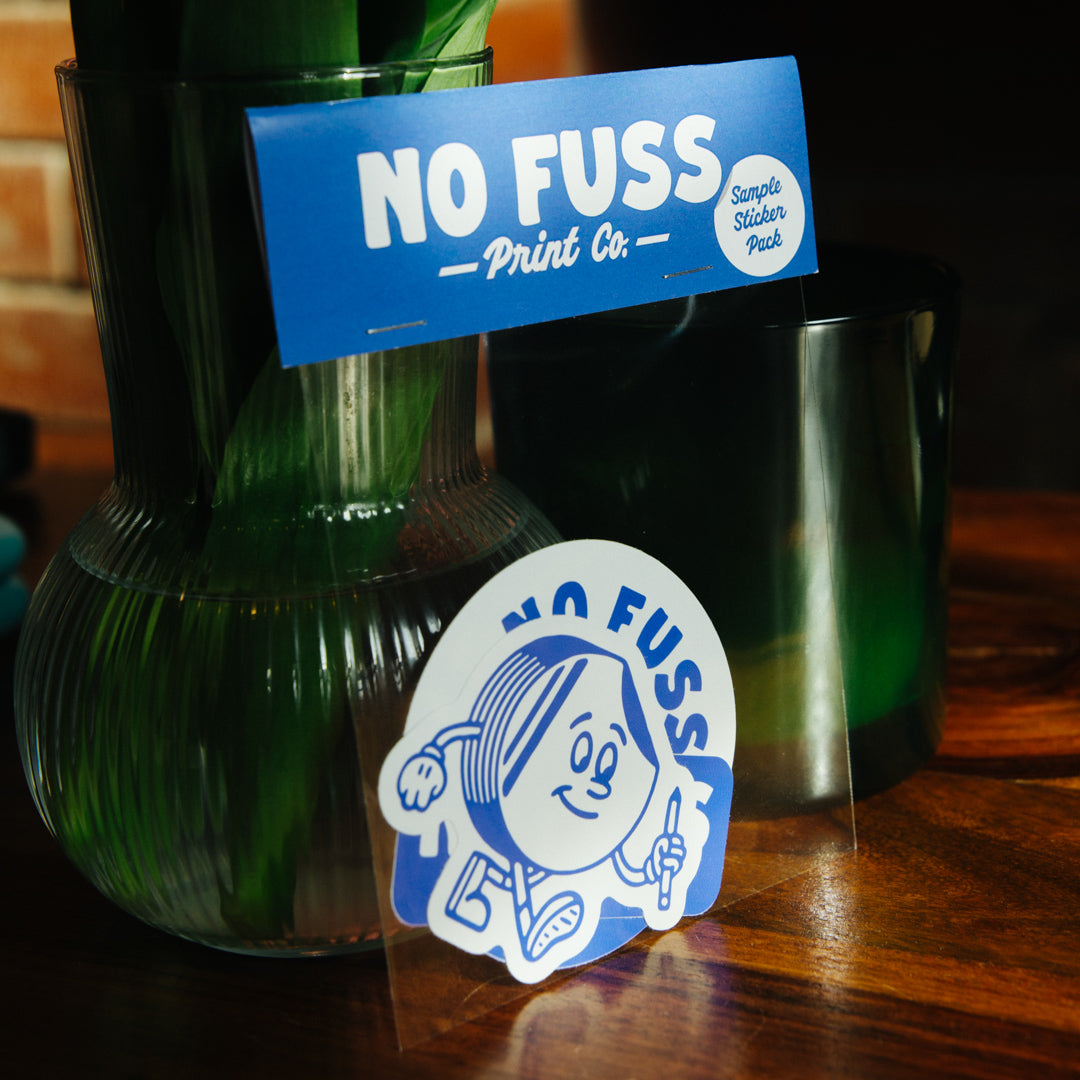 NO FUSS
Print Co.
Sample
Sticker
Pack
NO FUSS